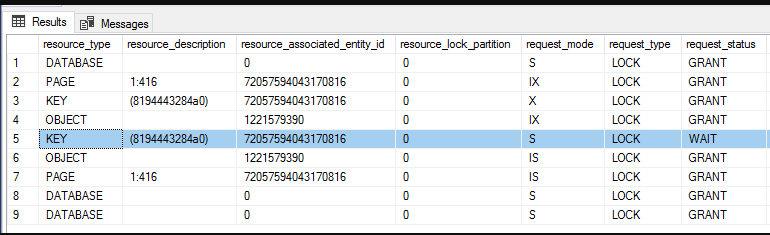 Results Messages
resource_type resource_description resource_associated_entity_id resource_lock_partition request_mode request_type request_status
1 DATABASE 0 0 S LOCK GRANT
2 PAGE 1:416 72057594043170816 0 IX LOCK GRANT
3 KEY (8194443284a0) 72057594043170816 0 X LOCK GRANT
4 OBJECT 1221579390 0 IX LOCK GRANT
5 KEY (8194443284a0) 72057594043170816 0 S LOCK WAIT
6 OBJECT 1221579390 0 IS LOCK GRANT
7 PAGE 1:416 72057594043170816 0 IS LOCK GRANT
8 DATABASE 0 0 S LOCK GRANT
9 DATABASE 0 0 S LOCK GRANT